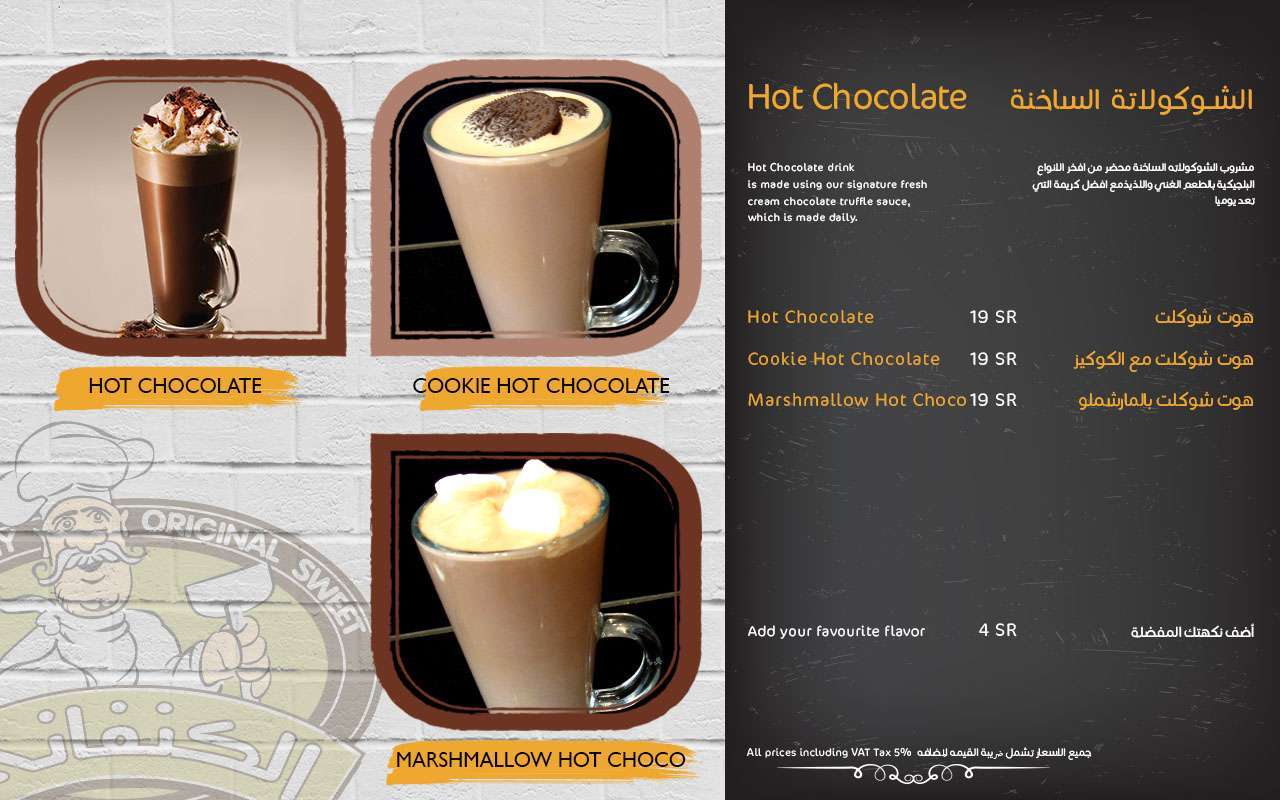 HOT CHOCOLATE
COOKIE HOT CHOCOLATE
ORIGINAL SWEET
الكنفاني
MARSHMALLOW HOT CHOCO
Hot Chocolate
الشوكولاتة الساخنة
Hot Chocolate drink
is made using our signature fresh
cream chocolate truffle sauce,
which is made daily.
مشروب الشوكولاته الساخنة محضر من افخر الانواع
البلجيكية بالطعم الغني واللذيذمع افضل كريمة التي
تعد يوميا
Hot Chocolate 19 SR هوت شوكلت
Cookie Hot Chocolate 19 SR هوت شوكلت مع الكوكيز
Marshmallow Hot Choco 19 SR هوت شوكلت بالمارشملو
Add your favourite flavor 4 SR أضف نكهتك المفضلة
All prices including VAT Tax 5% جميع الاسعار تشمل ضريبة القيمه لاضافه